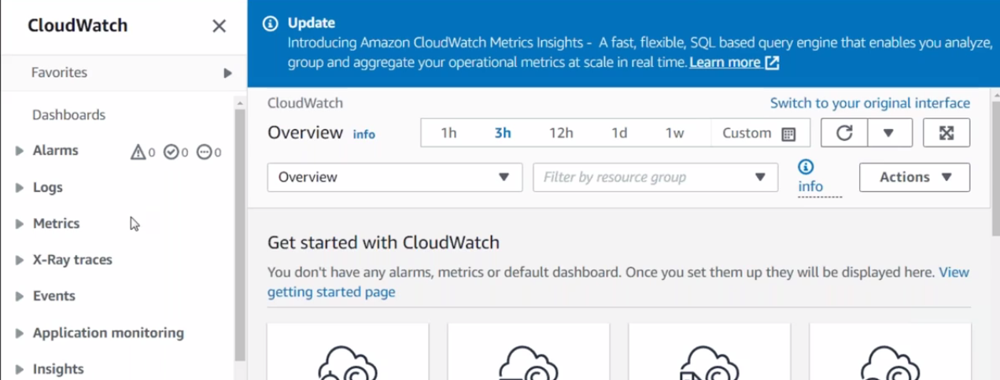 CloudWatch
Favorites
Dashboards
Alarms 0 0 0
Logs
Metrics
X-Ray traces
Events
Application monitoring
Insights
Update
Introducing Amazon CloudWatch Metrics Insights - A fast, flexible, SQL based query engine that enables you analyze,
group and aggregate your operational metrics at scale in real time. Learn more
CloudWatch
Switch to your original interface
Overview info 1h 3h 12h 1d 1w Custom
Overview Filter by resource group info Actions
Get started with CloudWatch
You don't have any alarms, metrics or default dashboard. Once you set them up they will be displayed here. View
getting started page